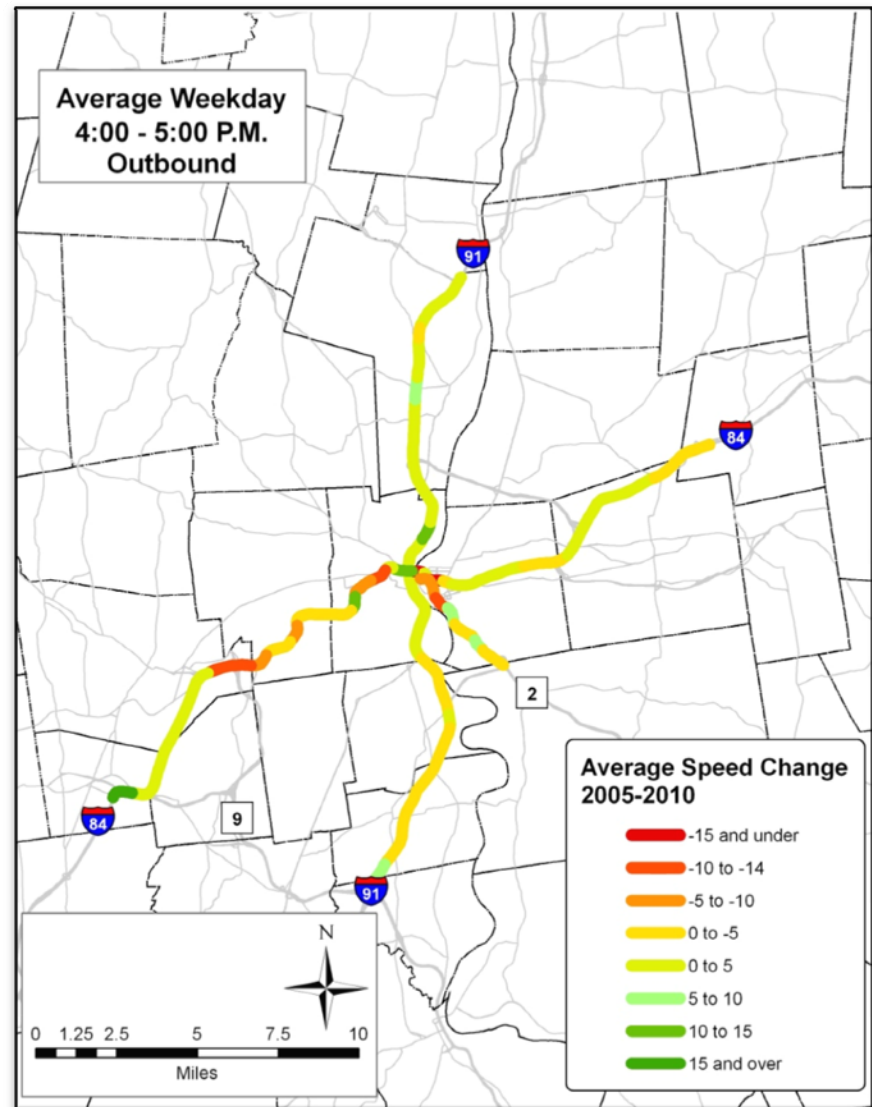 Average Weekday
4:00 - 5:00 P.M.
Outbound
91
84
2
84
9
91
Average Speed Change
2005-2010
-15 and under
-10 to -14
-5 to -10
0 to -5
0 to 5
5 to 10
10 to 15
15 and over
N
0 1.25 2.5 5 7.5 10
Miles